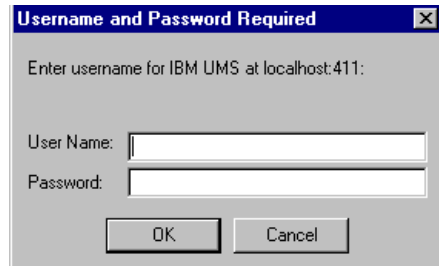 Username and Password Required
Enter username for IBM UMS at localhost:411:
User Name:
Password:
OK Cancel